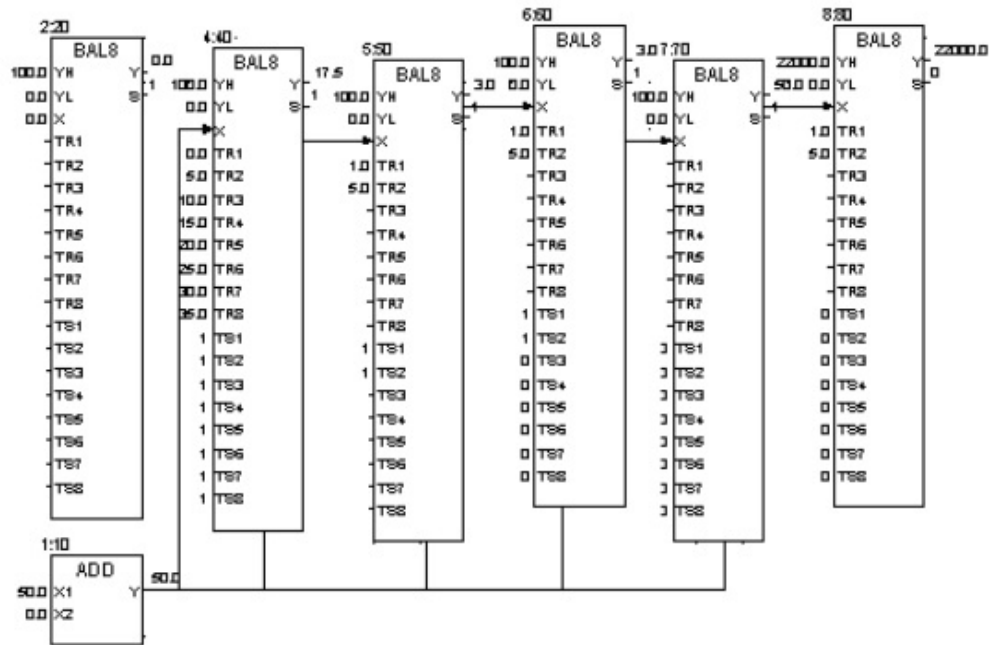 2:20
BAL8
100.0 YH Y 0.0
0.0 YL S 1
0.0 X
TR1
TR2
TR3
TR4
TR5
TR6
TR7
TR8
TS1
TS2
TS3
TS4
TS5
TS6
TS7
TS8
1:10
ADD
50.0 X1 Y 50.0
0.0 X2
4:40
BAL8
100.0 YH Y 17.5
0.0 YL S 1
X
0.0 TR1
5.0 TR2
10.0 TR3
15.0 TR4
20.0 TR5
25.0 TR6
30.0 TR7
35.0 TR8
1 TS1
1 TS2
1 TS3
1 TS4
1 TS5
1 TS6
1 TS7
1 TS8
5:50
BAL8
100.0 YH Y 3.0
0.0 YL S 1
X
1.0 TR1
5.0 TR2
TR3
TR4
TR5
TR6
TR7
TR8
1 TS1
1 TS2
TS3
TS4
TS5
TS6
TS7
TS8
6:60
BAL8
100.0 YH Y 3.0
0.0 YL S 1
X
1.0 TR1
5.0 TR2
TR3
TR4
TR5
TR6
TR7
TR8
1 TS1
1 TS2
0 TS3
0 TS4
0 TS5
0 TS6
0 TS7
0 TS8
7:70
BAL8
100.0 YH Y 50.0
0.0 YL S 1
X
TR1
TR2
TR3
TR4
TR5
TR6
TR7
TR8
TS1
TS2
TS3
TS4
TS5
TS6
TS7
TS8
8:80
BAL8
22000.0 YH Y 22000.0
0.0 YL S 0
X
1.0 TR1
5.0 TR2
TR3
TR4
TR5
TR6
TR7
TR8
0 TS1
0 TS2
0 TS3
0 TS4
0 TS5
0 TS6
0 TS7
0 TS8